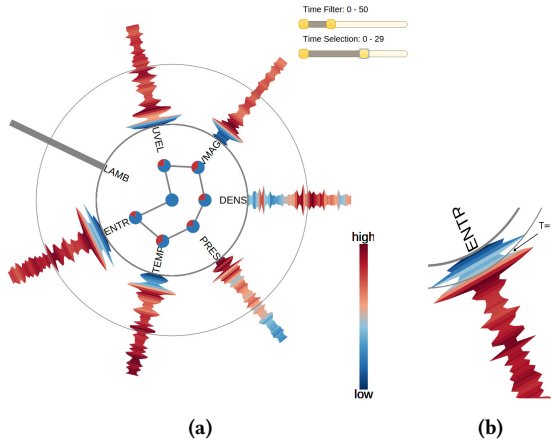 Time Filter: 0 - 50
Time Selection: 0 - 29
UVEL
VMAG
LAMB
DENS
ENTR
TEMP
PRES
high
low
ENTR
T=
(a)
(b)